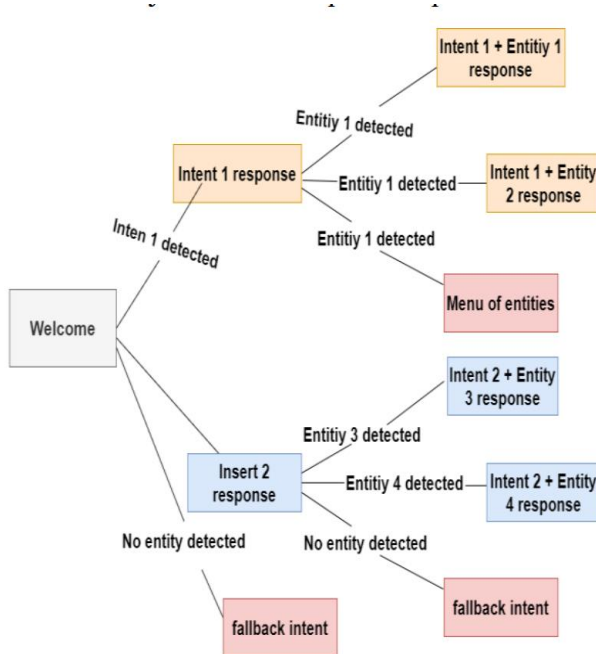 Intent 1 + Entitiy 1
response
Entitiy 1 detected
Intent 1 response
Entitiy 1 detected
Intent 1 + Entity
2 response
Inten 1 detected
Entitiy 1 detected
Menu of entities
Welcome
Intent 2 + Entity
3 response
Entitiy 3 detected
Insert 2
response
Entitiy 4 detected
Intent 2 + Entity
4 response
No entity detected
No entity detected
fallback intent
fallback intent